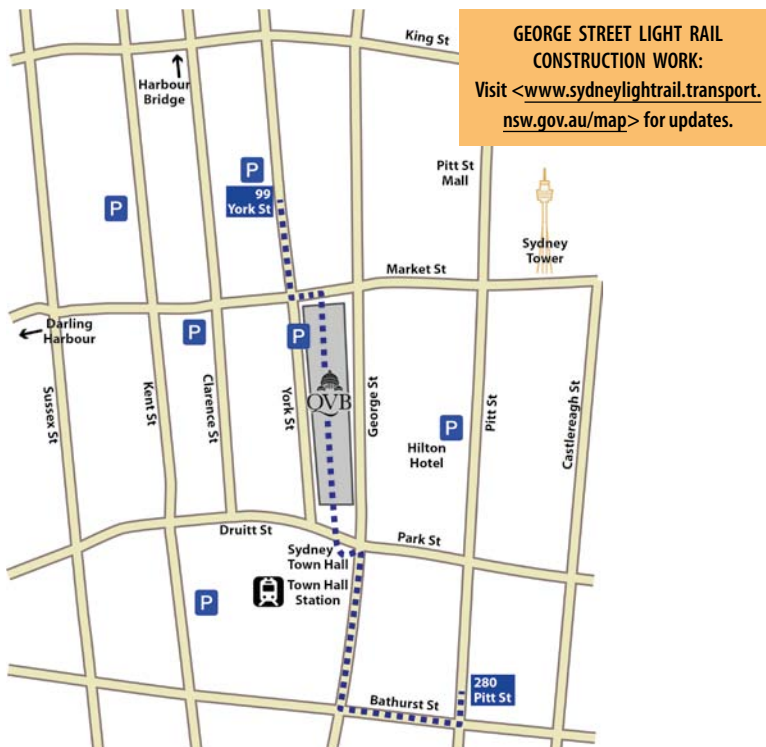 King St
GEORGE STREET LIGHT RAIL
CONSTRUCTION WORK:
Visit <www.sydneylightrail.transport.
nsw.gov.au/map> for updates.
Harbour
Bridge
P
P
99
York St
Pitt St
Mall
Sydney
Tower
Market St
Darling
Harbour
P
P
Sussex St
Kent St
Clarence St
York St
QVB
George St
P
Hilton
Hotel
Pitt St
Castlereagh St
Druitt St
Park St
Sydney
Town Hall
Town Hall
Station
P
280
Pitt St
Bathurst St